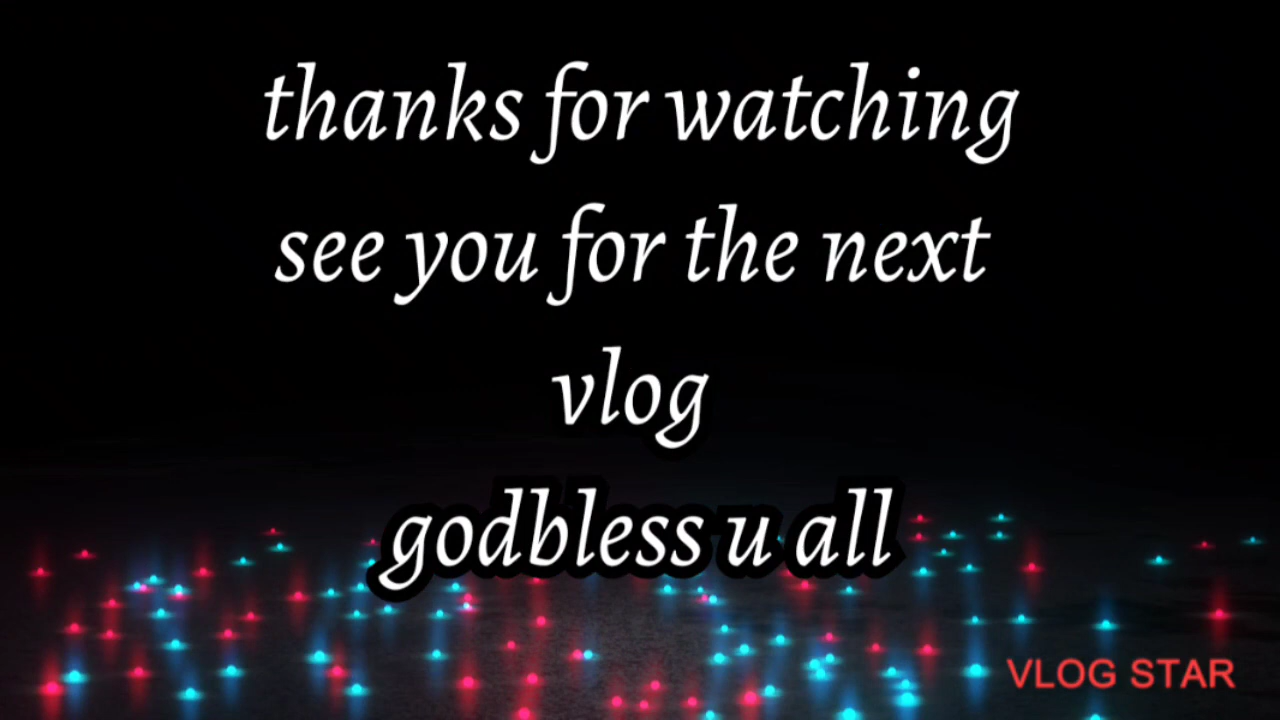 thanks for watching
see you for the next
vlog
godbless u all
VLOG STAR